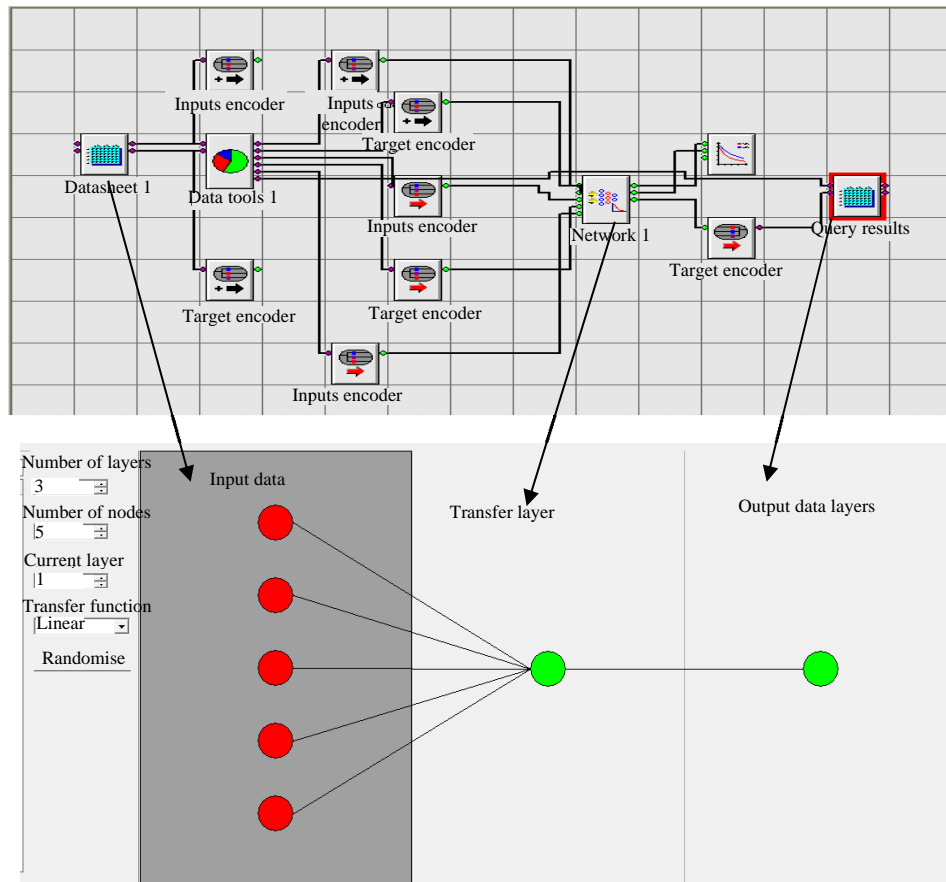 Inputs encoder
Inputs
encoder
Target encoder
Datasheet 1
Data tools 1
Inputs encoder
Network 1
Query results
Target encoder
Target encoder
Target encoder
Inputs encoder
Number of layers
3
Number of nodes
5
Current layer
1
Transfer function
Linear
Randomise
Input data
Transfer layer
Output data layers